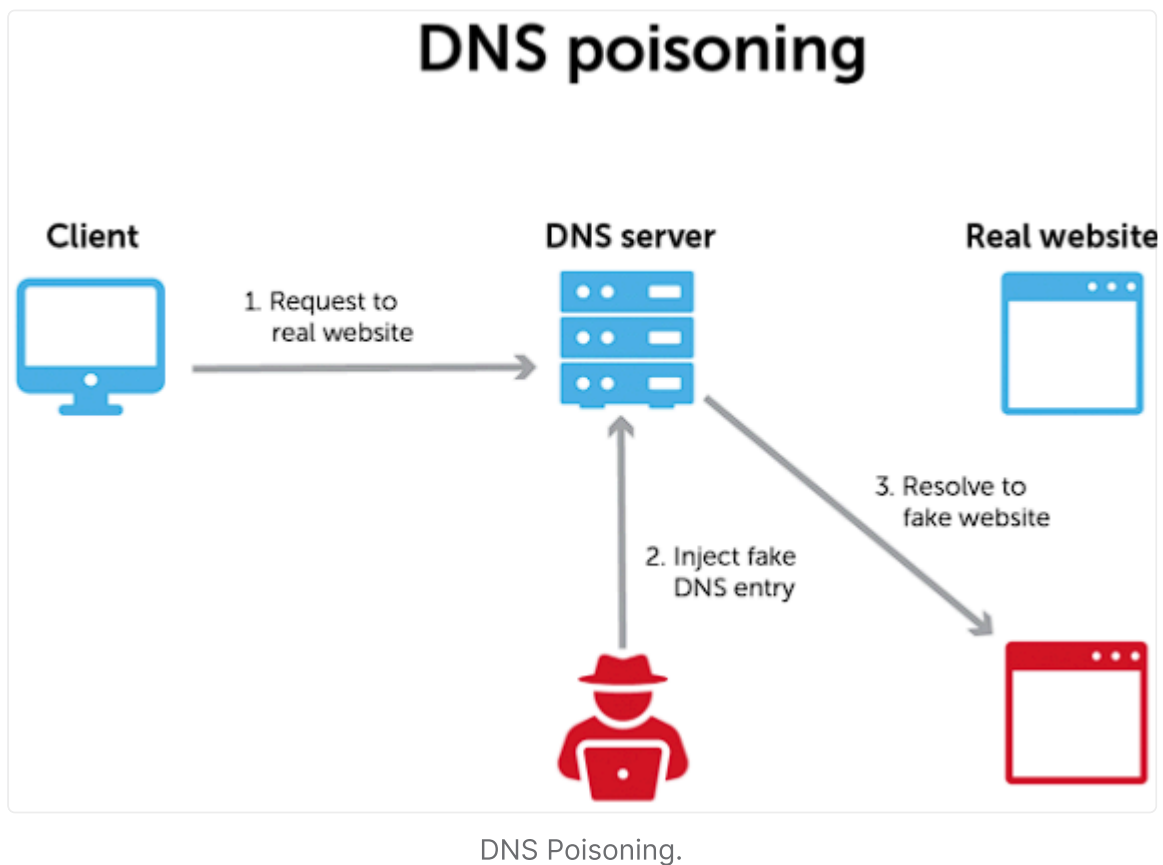 DNS poisoning
Client
DNS server
Real website
1. Request to
real website
3. Resolve to
fake website
2. Inject fake
DNS entry
DNS Poisoning.